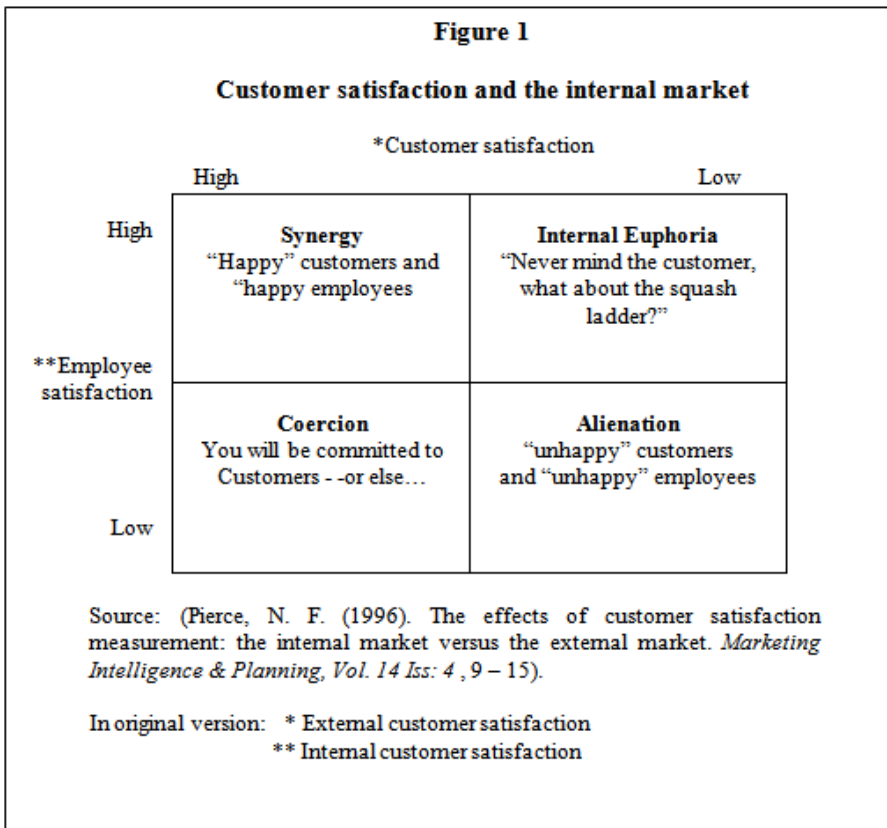 Figure 1
Customer satisfaction and the internal market
*Customer satisfaction
High Low
High
Synergy
“Happy” customers and
“happy employees
Internal Euphoria
“Never mind the customer,
what about the squash
ladder?”
**Employee
satisfaction
Coercion
You will be committed to
Customers - -or else…
Alienation
“unhappy” customers
and “unhappy” employees
Low
Source: (Pierce, N. F. (1996). The effects of customer satisfaction
measurement: the internal market versus the external market. Marketing
Intelligence & Planning, Vol. 14 Iss: 4 , 9 – 15).
In original version: * External customer satisfaction
** Internal customer satisfaction